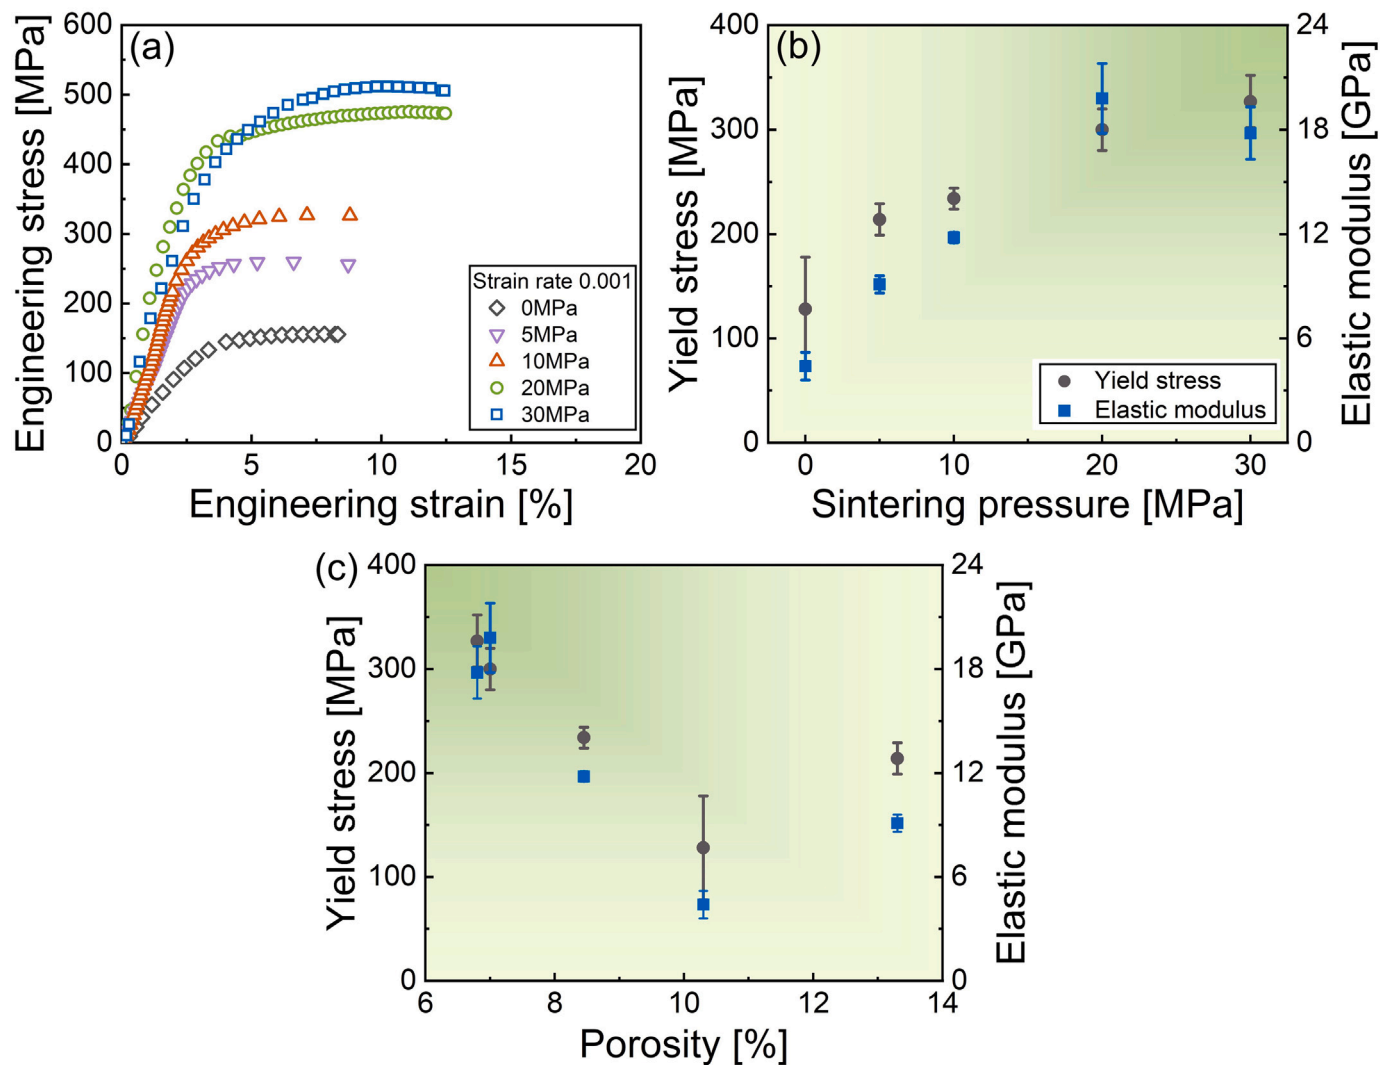 (a)
Engineering stress [MPa]
600
500
400
300
200
100
0
0 5 10 15 20
Engineering strain [%]
Strain rate 0.001
0MPa
5MPa
10MPa
20MPa
30MPa
(b)
Yield stress [MPa]
400
300
200
100
0
0 10 20 30
Sintering pressure [MPa]
24
18
12
6
0
Elastic modulus [GPa]
Yield stress
Elastic modulus
(c)
Yield stress [MPa]
400
300
200
100
0
6 8 10 12 14
Porosity [%]
24
18
12
6
0
Elastic modulus [GPa]